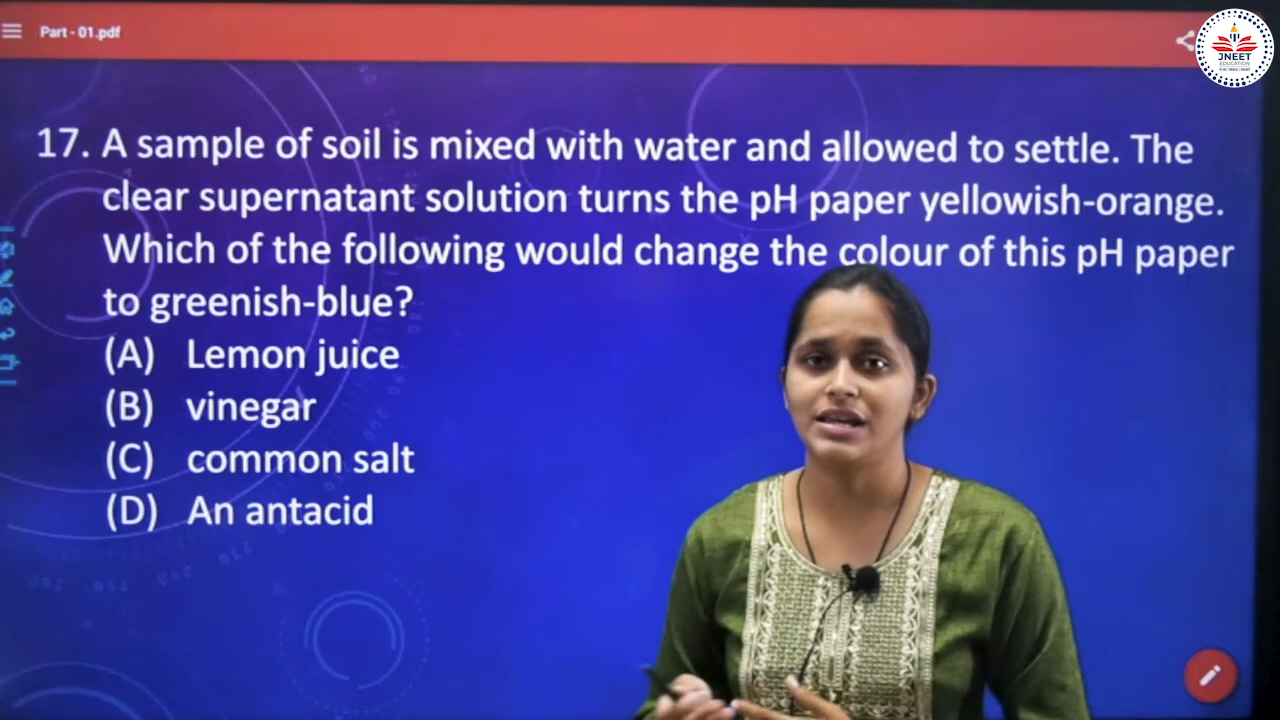 Part - 01.pdf
JNEET
EDUCATION
17. A sample of soil is mixed with water and allowed to settle. The
clear supernatant solution turns the pH paper yellowish-orange.
Which of the following would change the colour of this pH paper
to greenish-blue?
(A) Lemon juice
(B) vinegar
(C) common salt
(D) An antacid